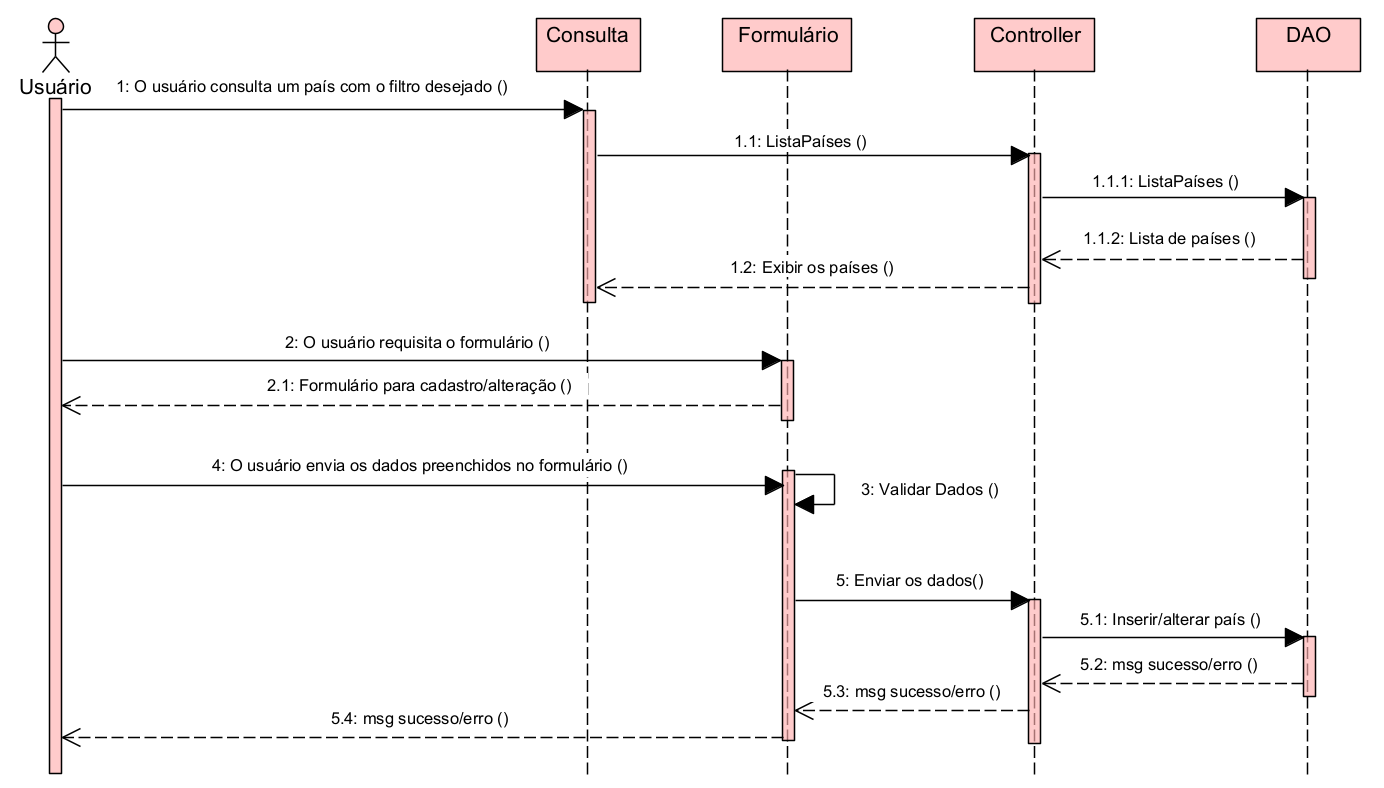 Usuário
Consulta
Formulário
Controller
DAO
1: O usuário consulta um país com o filtro desejado ()
1.1: ListaPaíses ()
1.1.1: ListaPaíses ()
1.1.2: Lista de países ()
1.2: Exibir os países ()
2: O usuário requisita o formulário ()
2.1: Formulário para cadastro/alteração ()
4: O usuário envia os dados preenchidos no formulário ()
3: Validar Dados ()
5: Enviar os dados()
5.1: Inserir/alterar país ()
5.2: msg sucesso/erro ()
5.3: msg sucesso/erro ()
5.4: msg sucesso/erro ()